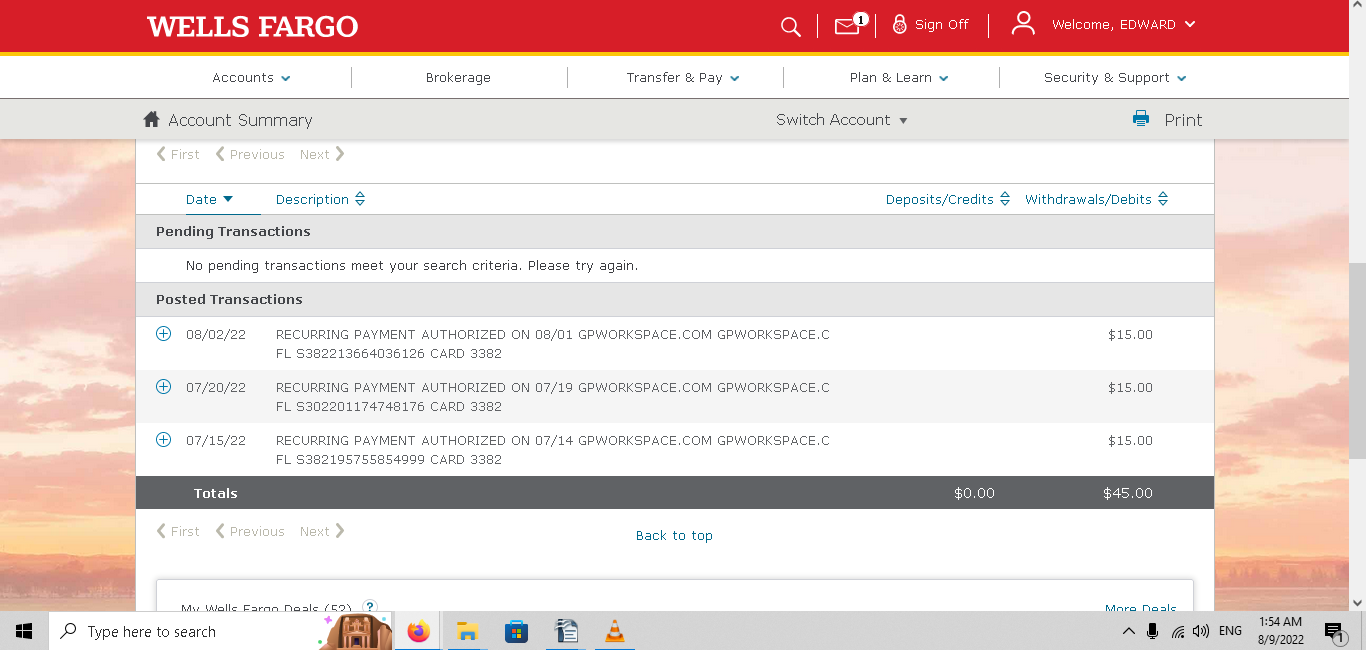 WELLS FARGO
1
Sign Off
Welcome, EDWARD
Accounts
Brokerage
Transfer & Pay
Plan & Learn
Security & Support
Account Summary
Switch Account
Print
First Previous Next
Date Description Deposits/Credits Withdrawals/Debits
Pending Transactions
No pending transactions meet your search criteria. Please try again.
Posted Transactions
08/02/22 RECURRING PAYMENT AUTHORIZED ON 08/01 GPWORKSPACE.COM GPWORKSPACE.C $15.00
FL S382213664036126 CARD 3382
07/20/22 RECURRING PAYMENT AUTHORIZED ON 07/19 GPWORKSPACE.COM GPWORKSPACE.C $15.00
FL S302201174748176 CARD 3382
07/15/22 RECURRING PAYMENT AUTHORIZED ON 07/14 GPWORKSPACE.COM GPWORKSPACE.C $15.00
FL S382195755854999 CARD 3382
Totals $0.00 $45.00
First Previous Next
Back to top
My Wells Fargo Deals (52) ?
More Deals
Type here to search
ENG
1:54 AM
8/9/2022
1